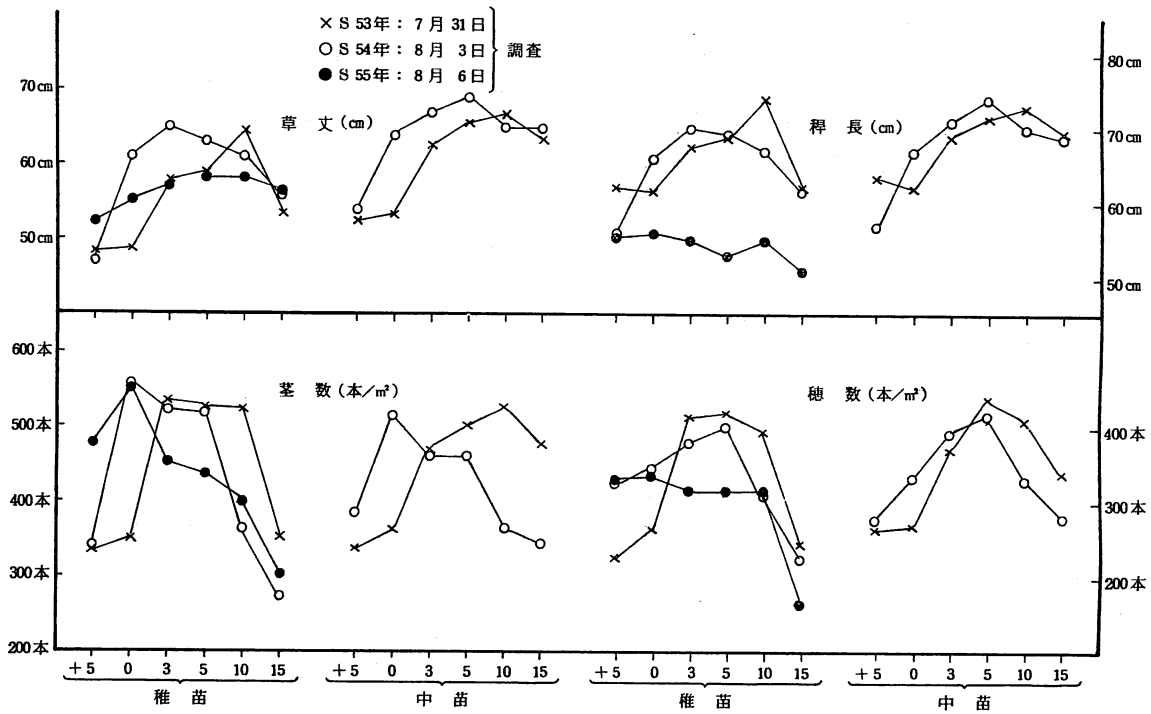 × S 53年： 7 月 31 日
○ S 54年： 8 月 3 日
● S 55年： 8 月 6 日
調査
草 丈 (cm)
稈 長 (cm)
70cm
60cm
50cm
80cm
70cm
60cm
50cm
茎 数 (本/m²)
穂 数 (本/m²)
600本
500本
400本
300本
200本
400本
300本
200本
+5 0 3 5 10 15 +5 0 3 5 10 15 +5 0 3 5 10 15 +5 0 3 5 10 15
稚 苗 中 苗 稚 苗 中 苗